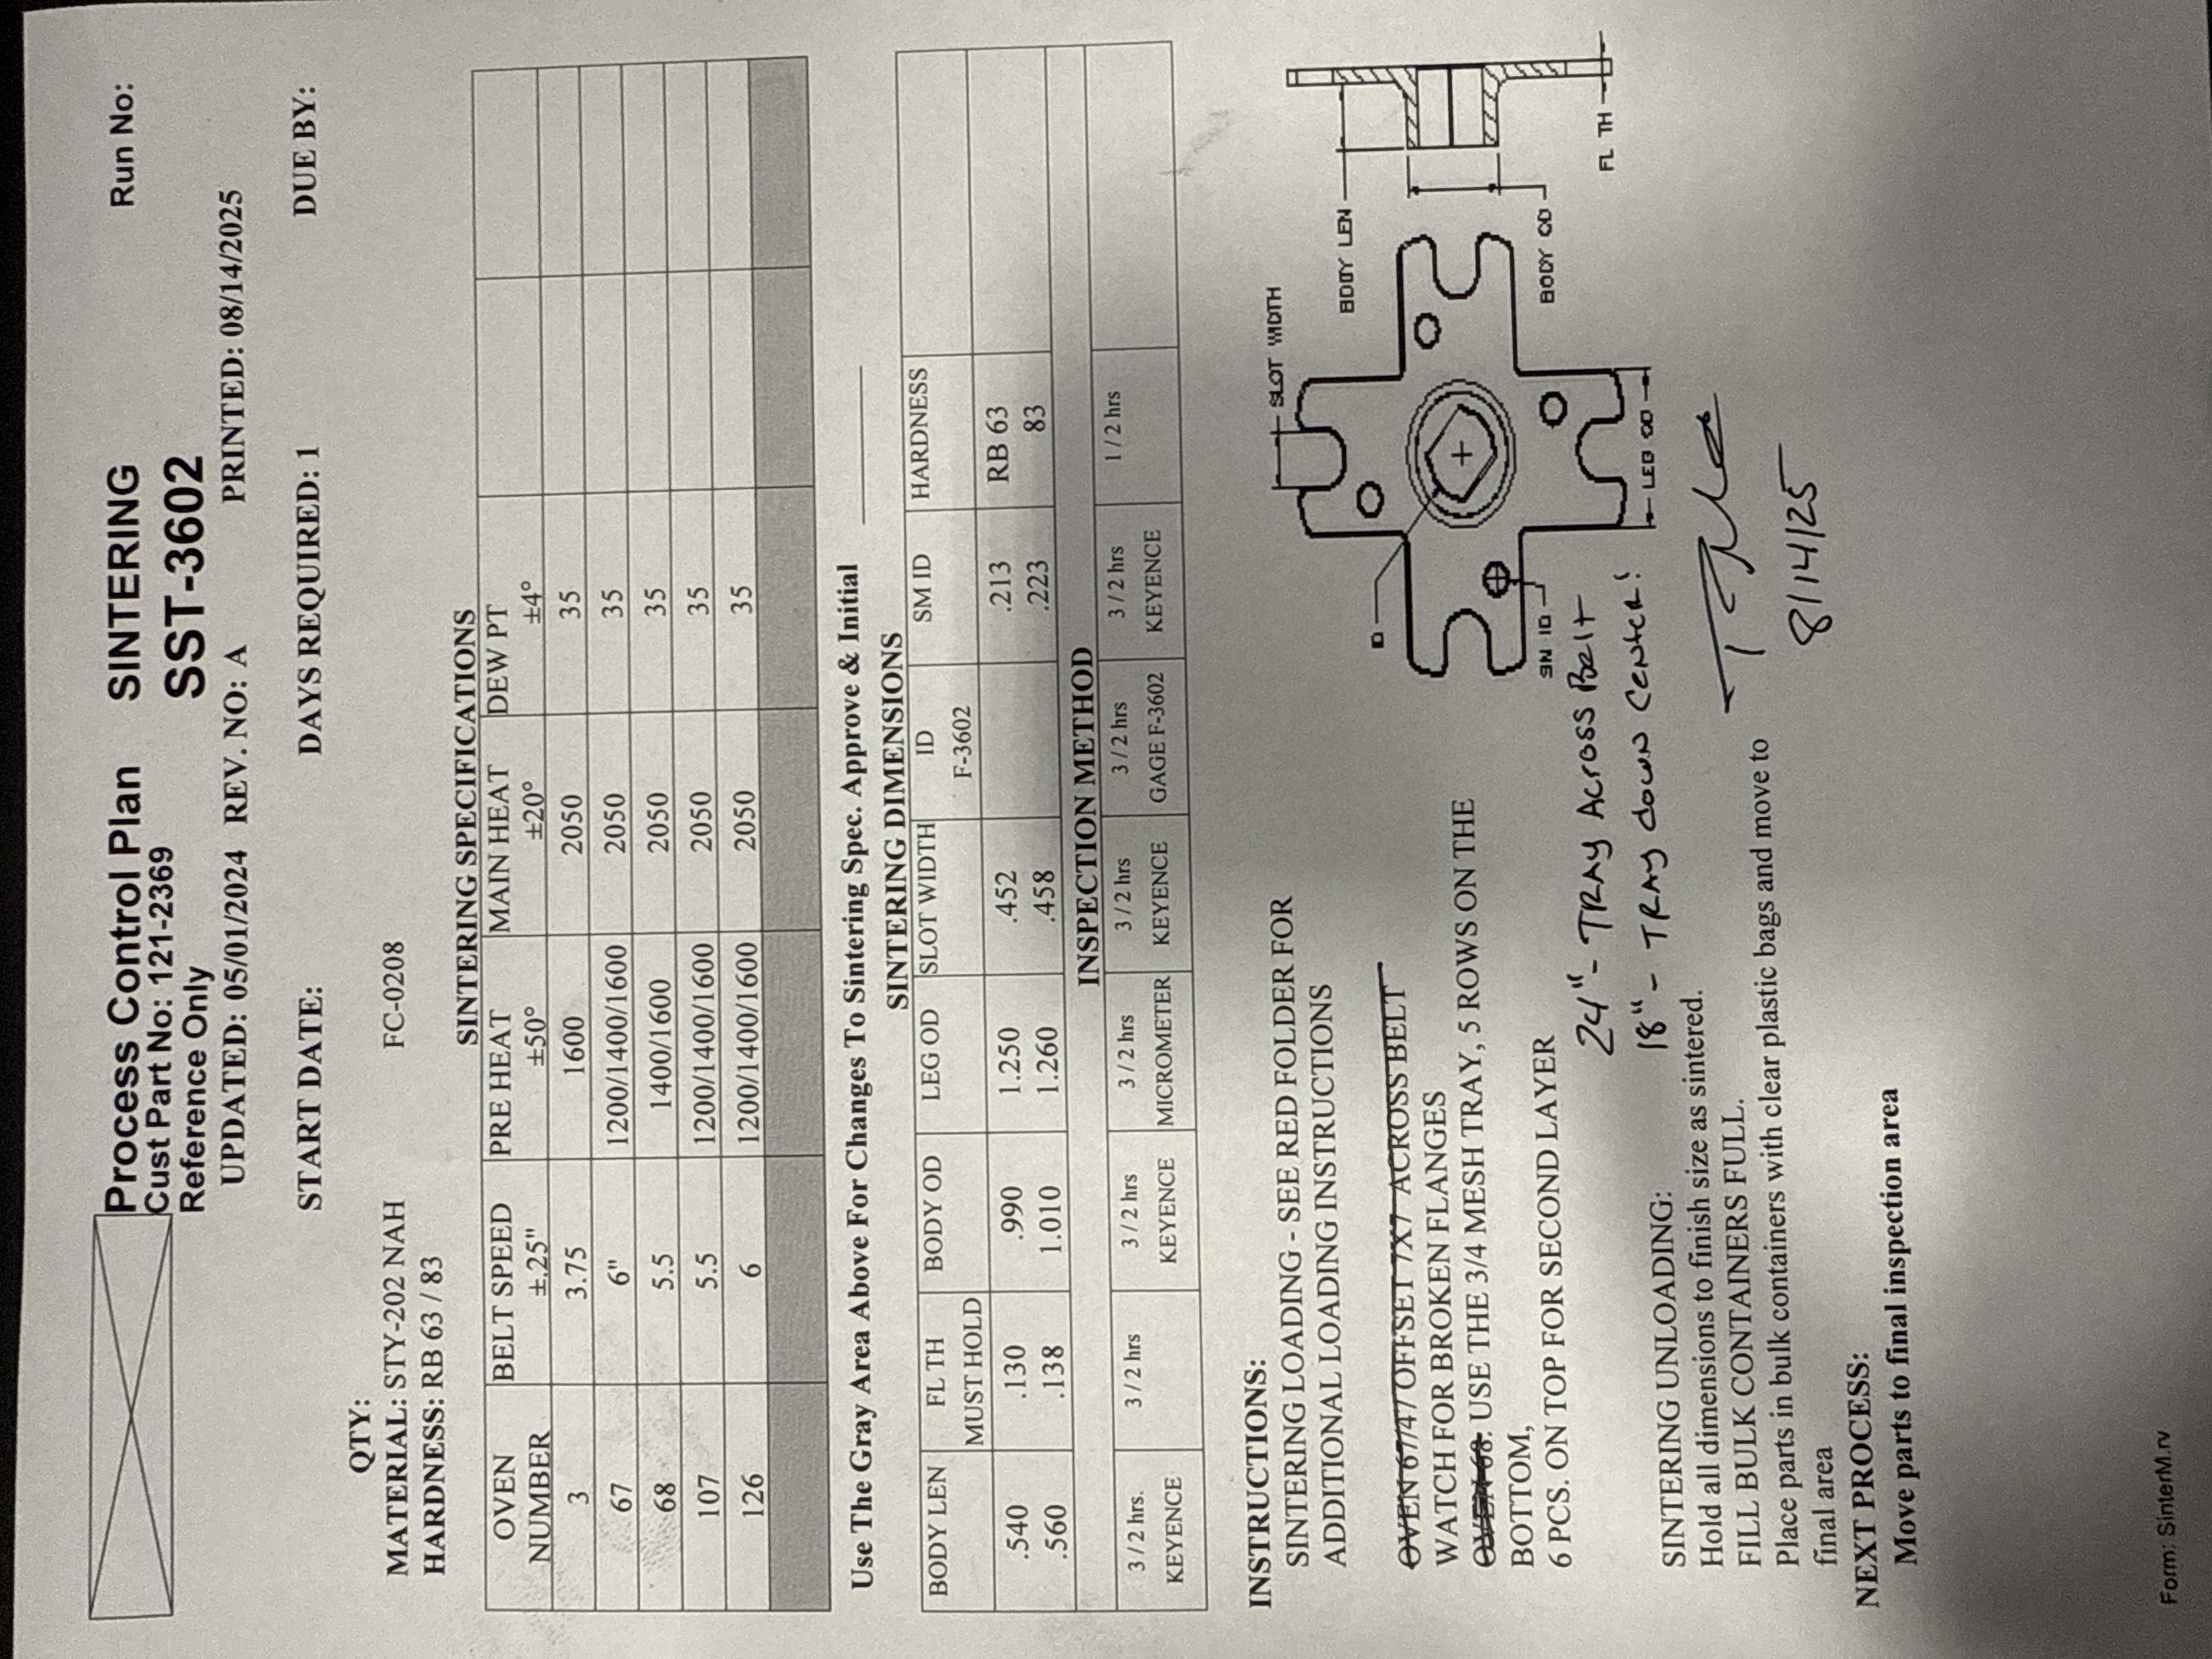 Process Control Plan SINTERING Run No:
Cust Part No: 121-2369 SST-3602
Reference Only
UPDATED: 05/01/2024 REV. NO: A PRINTED: 08/14/2025
START DATE: DAYS REQUIRED: 1 DUE BY:
QTY:
MATERIAL: STY-202 NAH FC-0208
HARDNESS: RB 63 / 83
SINTERING SPECIFICATIONS
OVEN BELT SPEED PRE HEAT MAIN HEAT DEW PT
NUMBER ±.25" ±50° ±20° ±4°
3 3.75 1600 2050 35
67 6" 1200/1400/1600 2050 35
68 5.5 1400/1600 2050 35
107 5.5 1200/1400/1600 2050 35
126 6 1200/1400/1600 2050 35
Use The Gray Area Above For Changes To Sintering Spec. Approve & Initial
SINTERING DIMENSIONS
BODY LEN FL TH BODY OD LEG OD SLOT WIDTH ID SM ID HARDNESS
MUST HOLD F-3602
.540 .130 .990 1.250 .452 .213 RB 63
.560 .138 1.010 1.260 .458 .223 83
INSPECTION METHOD
3 / 2 hrs. 3 / 2 hrs 3 / 2 hrs 3 / 2 hrs 3 / 2 hrs 3 / 2 hrs 3 / 2 hrs 1 / 2 hrs
KEYENCE KEYENCE MICROMETER KEYENCE GAGE F-3602 KEYENCE
INSTRUCTIONS:
SINTERING LOADING - SEE RED FOLDER FOR
ADDITIONAL LOADING INSTRUCTIONS
OVEN 67/47 OFFSET 7X7 ACROSS BELT
WATCH FOR BROKEN FLANGES
OVEN 68: USE THE 3/4 MESH TRAY, 5 ROWS ON THE
BOTTOM,
6 PCS. ON TOP FOR SECOND LAYER
24"- TRAY Across Belt
18"- TRAY down Center!
SLOT WIDTH
BODY LEN
ID
SM ID
BODY OD
FL TH
LEG OD
SINTERING UNLOADING:
Hold all dimensions to finish size as sintered.
FILL BULK CONTAINERS FULL.
Place parts in bulk containers with clear plastic bags and move to
final area
8/14/25
NEXT PROCESS:
Move parts to final inspection area
Form: SinterM.rv